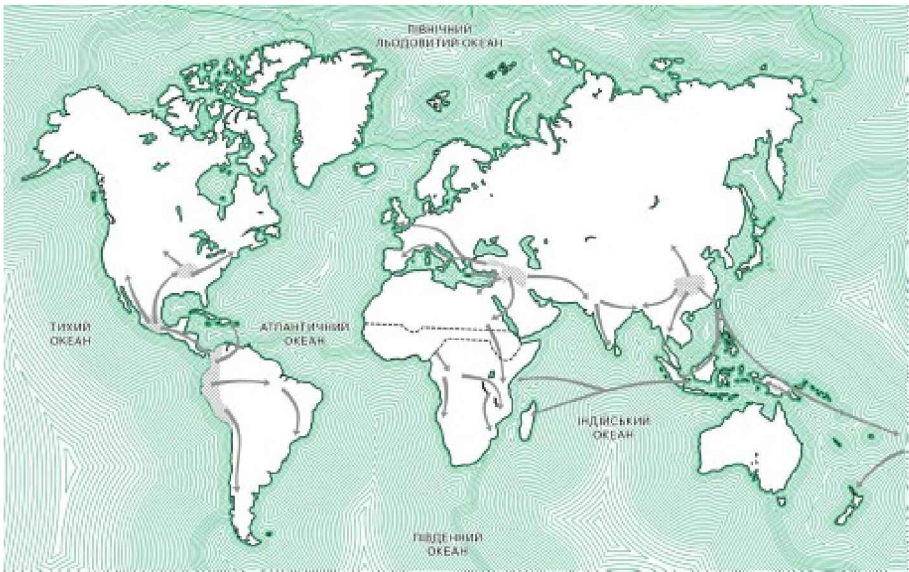 ПІВНІЧНИЙ
ЛЬОДОВИТИЙ ОКЕАН
ТИХИЙ
ОКЕАН
АТЛАНТИЧНИЙ
ОКЕАН
ІНДІЙСЬКИЙ
ОКЕАН
ПІВДЕННИЙ
ОКЕАН